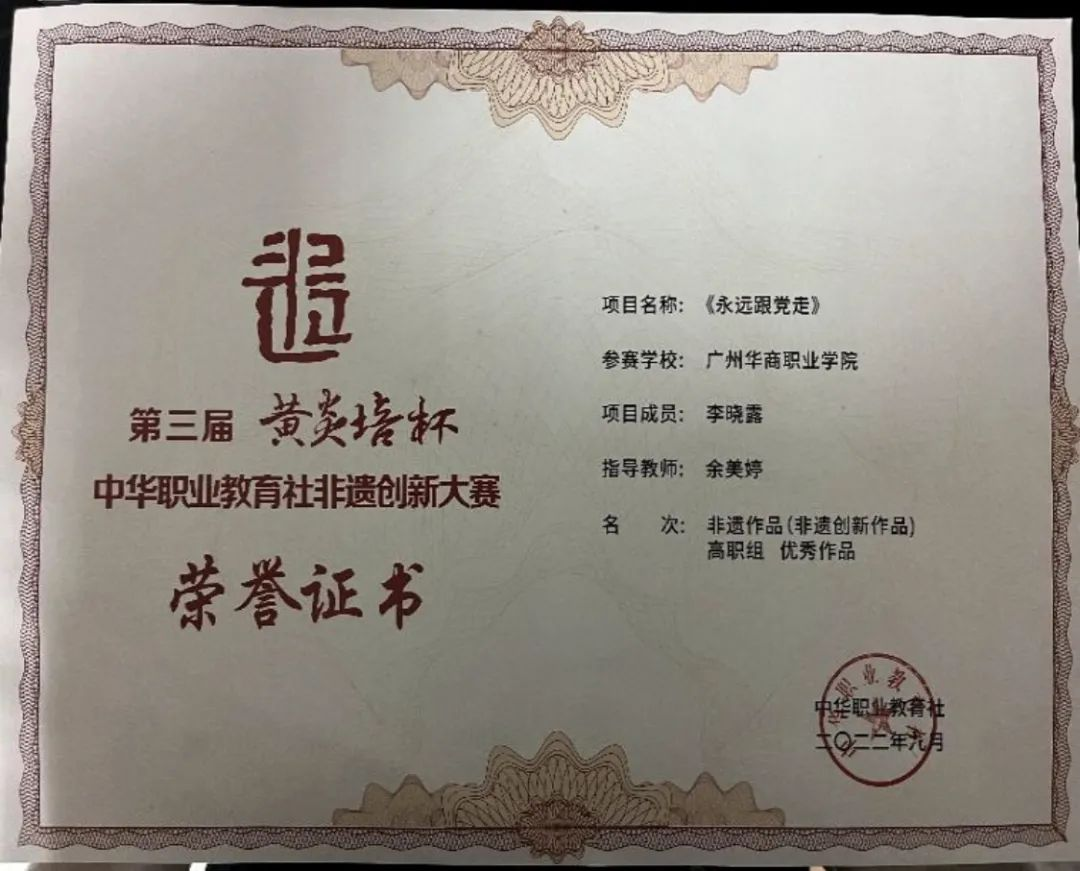 第三届 黄炎培杯
中华职业教育社非遗创新大赛
荣誉证书
项目名称:《永远跟党走》
参赛学校: 广州华商职业学院
项目成员: 李晓露
指导教师: 余美婷
名 次: 非遗作品(非遗创新作品)
高职组 优秀作品
中华职业教育社
二〇二二年九月